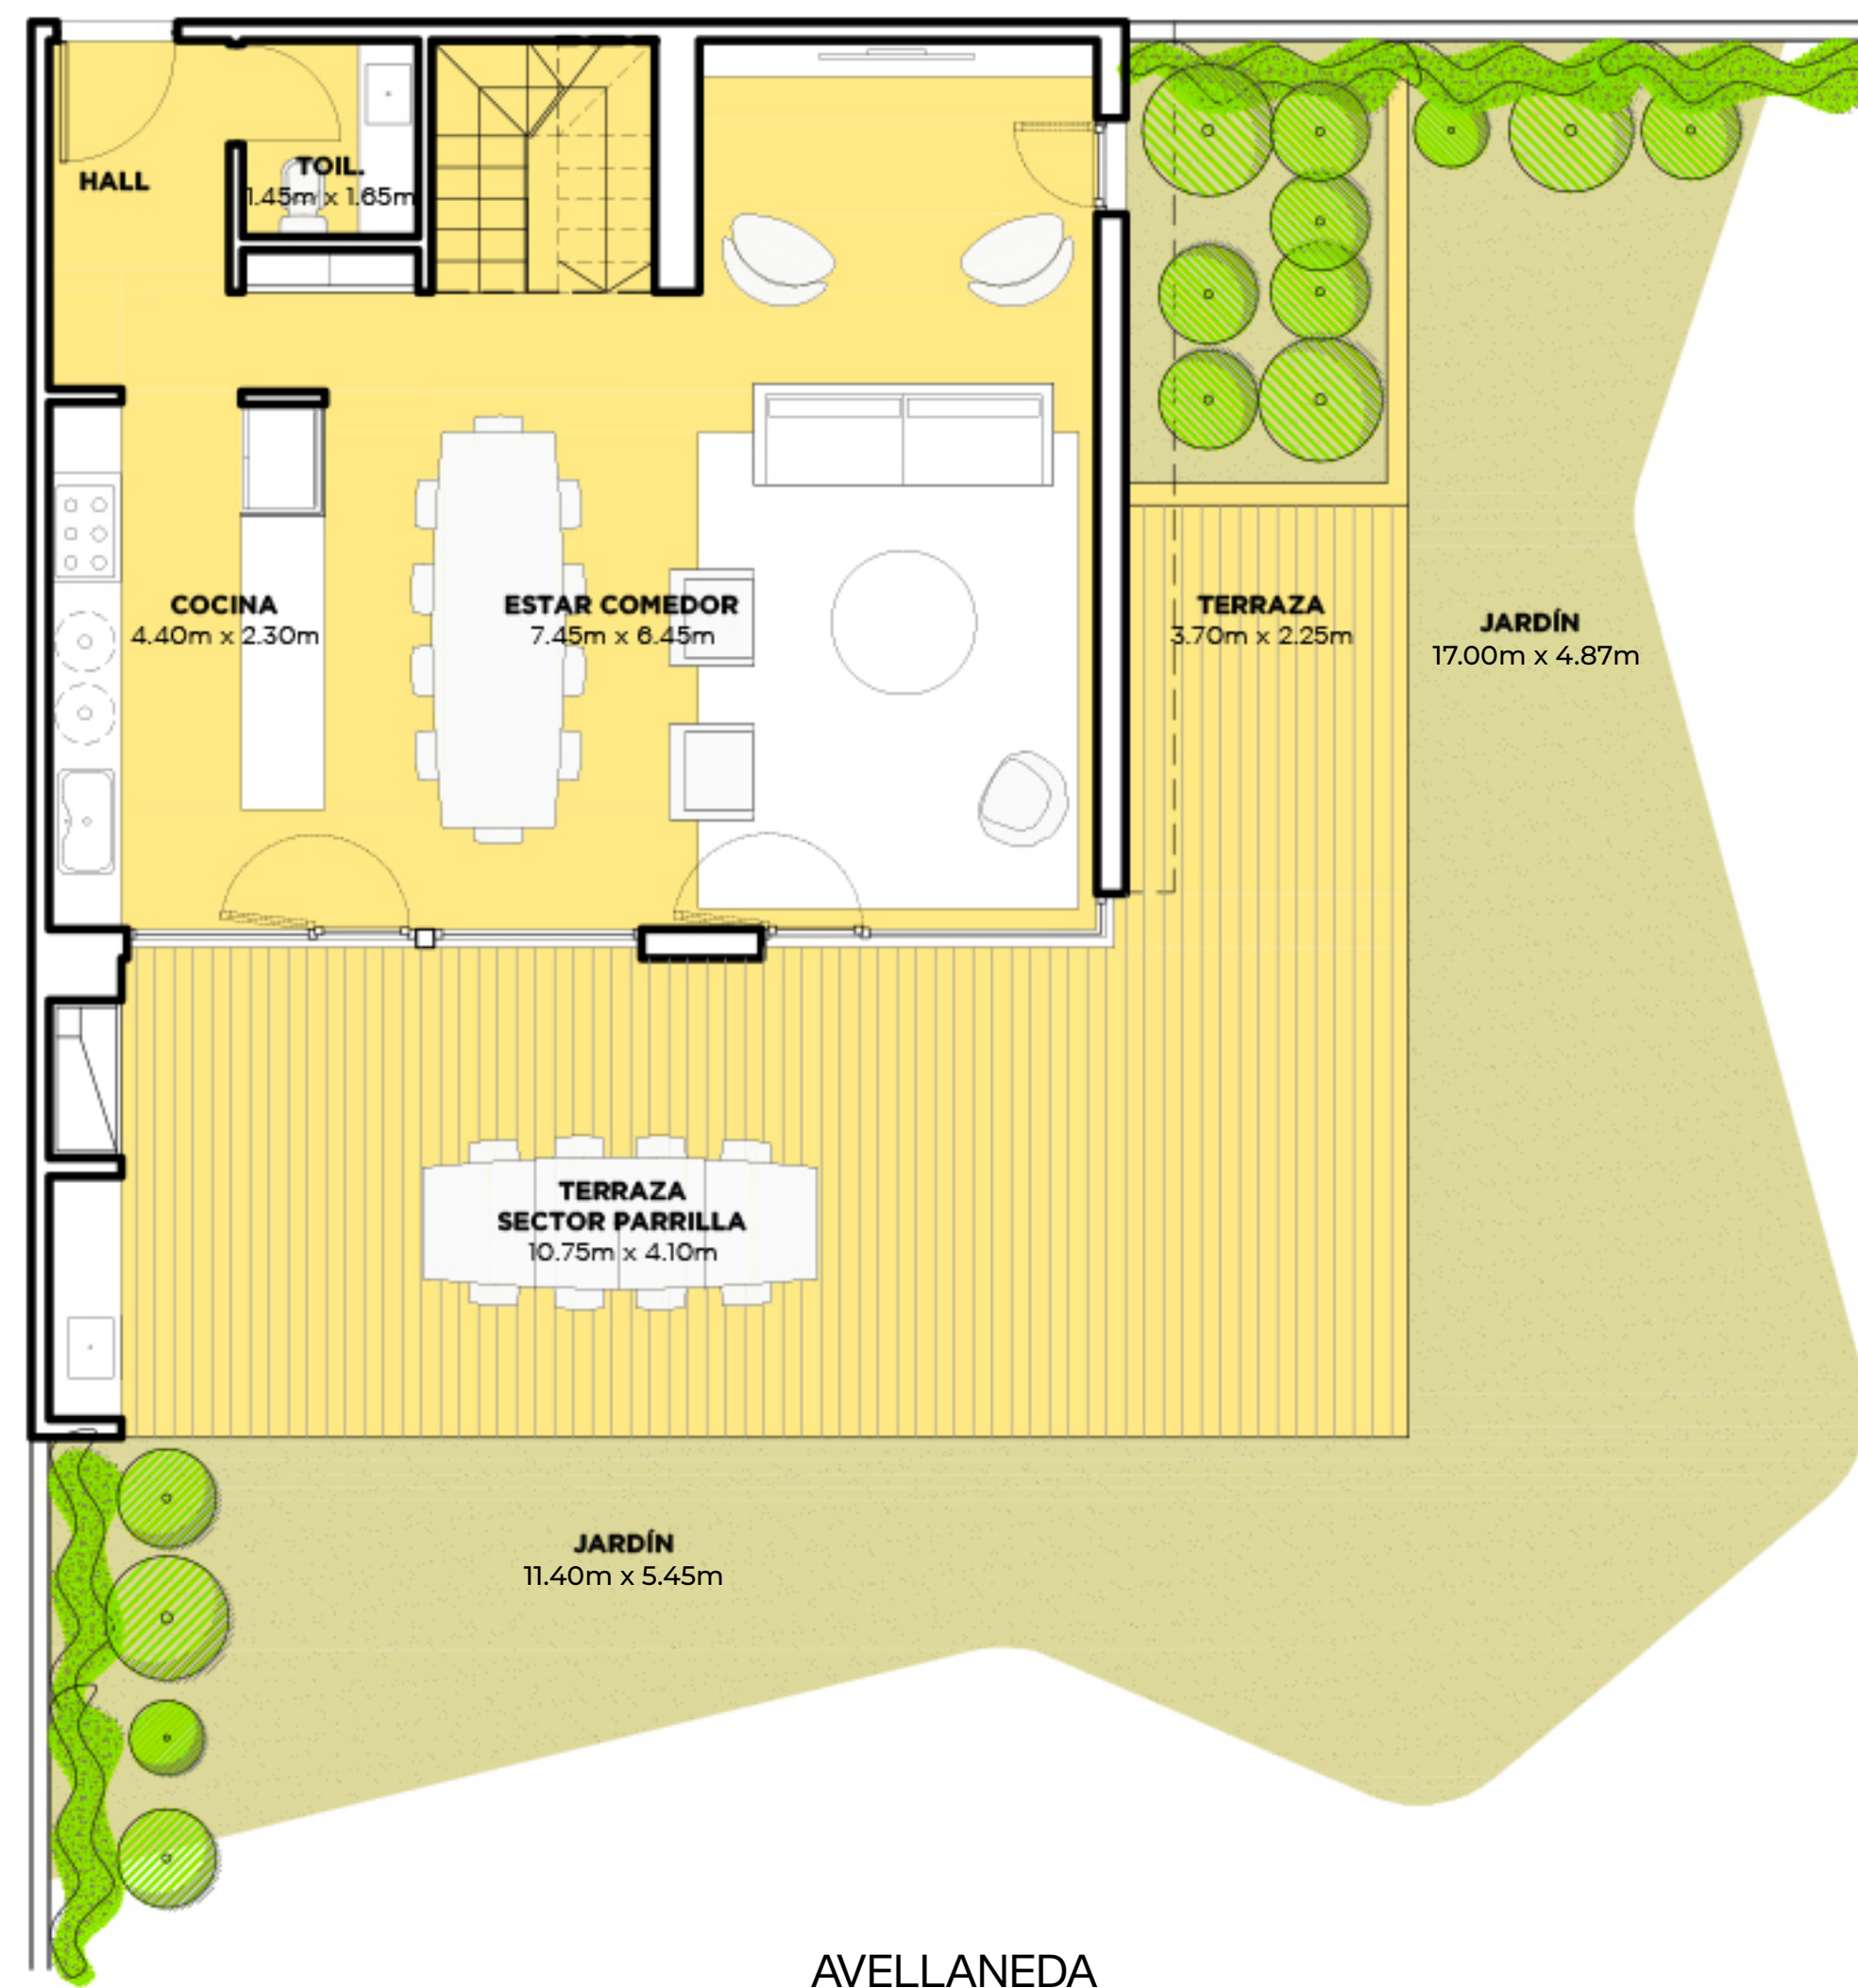 HALL
TOIL.
1.45m x 1.65m
COCINA
4.40m x 2.30m
ESTAR COMEDOR
7.45m x 6.45m
TERRAZA
3.70m x 2.25m
JARDÍN
17.00m x 4.87m
TERRAZA
SECTOR PARRILLA
10.75m x 4.10m
JARDÍN
11.40m x 5.45m
AVELLANEDA